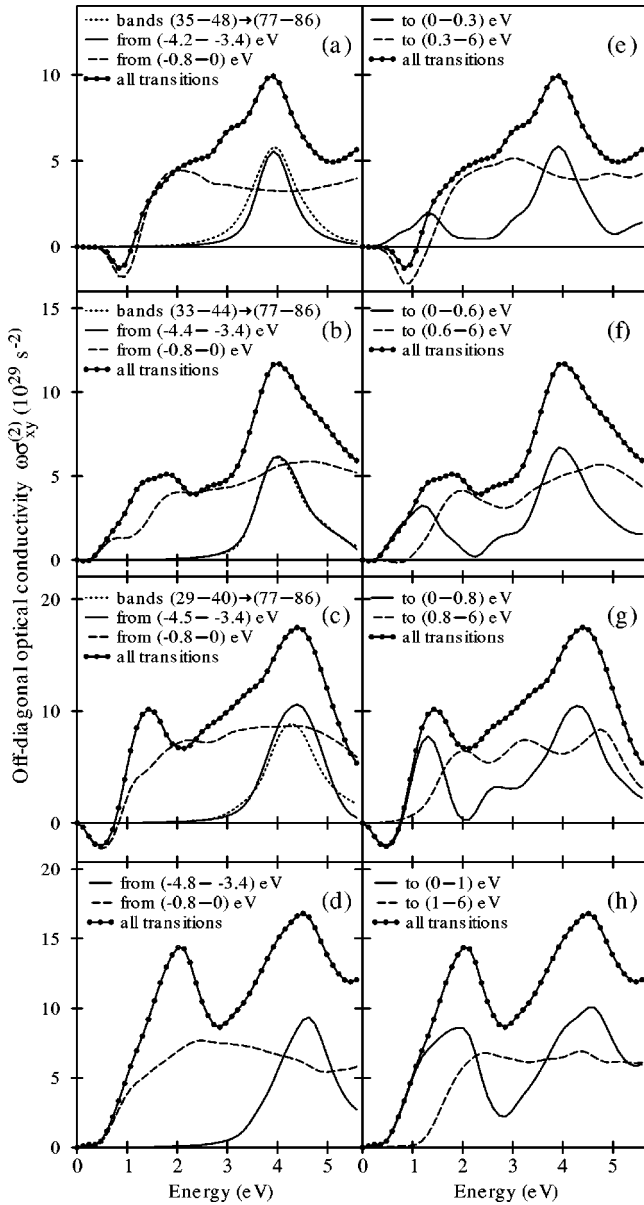 Off-diagonal optical conductivity ωσ_xy^(2) (10^29 s^-2)
bands (35−48)→(77−86)
from (-4.2− -3.4) eV
from (-0.8−0) eV
all transitions
(a)
10
5
0
to (0−0.3) eV
to (0.3−6) eV
all transitions
(e)
15
bands (33−44)→(77−86)
from (-4.4− -3.4) eV
from (-0.8−0) eV
all transitions
(b)
10
5
0
to (0−0.6) eV
to (0.6−6) eV
all transitions
(f)
20
bands (29−40)→(77−86)
from (-4.5− -3.4) eV
from (-0.8−0) eV
all transitions
(c)
10
0
to (0−0.8) eV
to (0.8−6) eV
all transitions
(g)
20
from (-4.8− -3.4) eV
from (-0.8−0) eV
all transitions
(d)
15
10
5
0
to (0−1) eV
to (1−6) eV
all transitions
(h)
0 1 2 3 4 5 0 1 2 3 4 5
Energy (eV) Energy (eV)